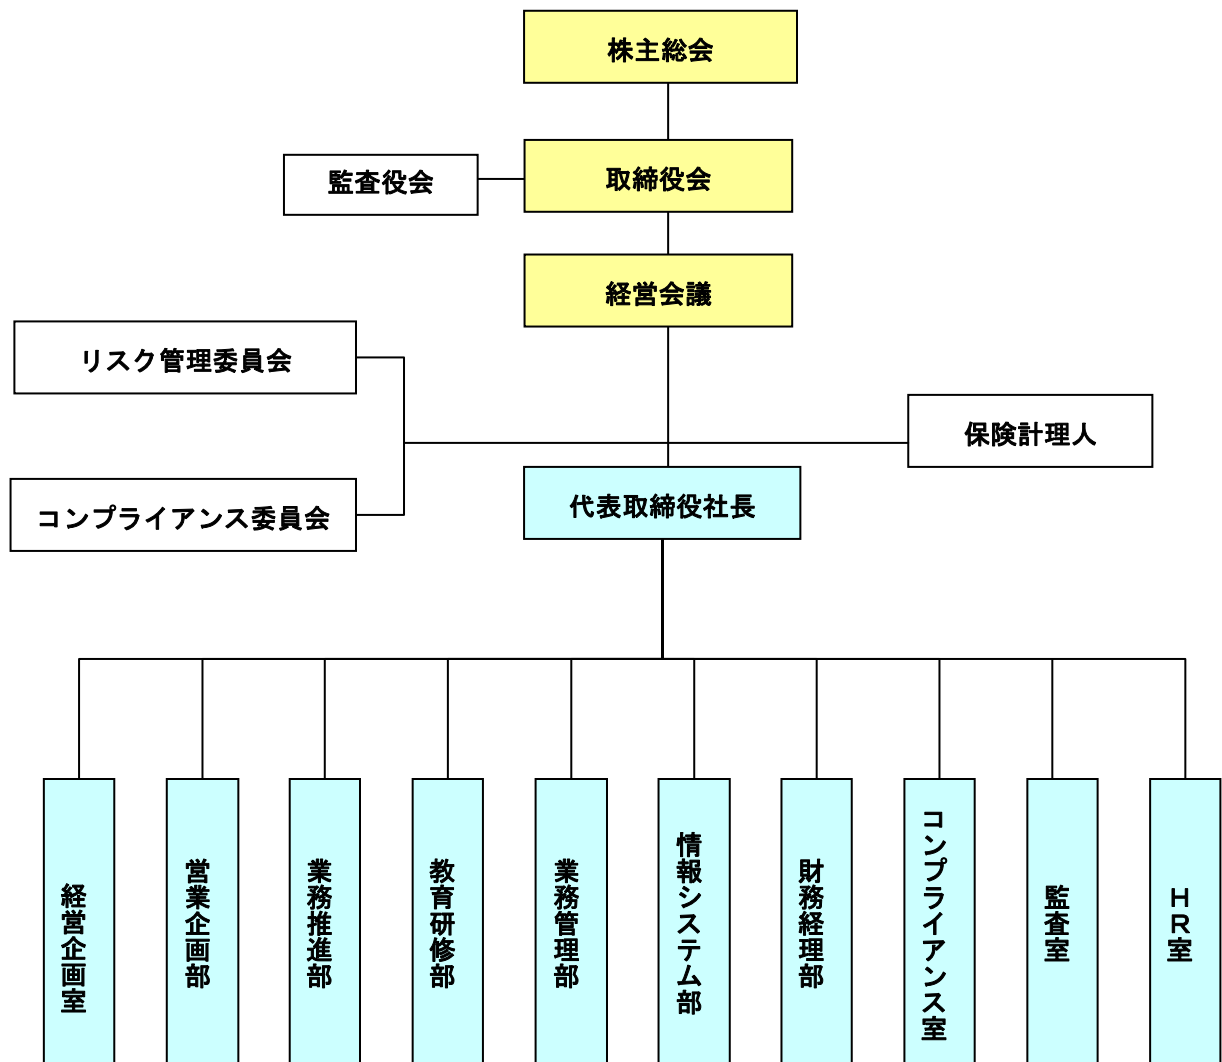 株主総会
監査役会
取締役会
経営会議
リスク管理委員会
保険計理人
コンプライアンス委員会
代表取締役社長
経営企画室
営業企画部
業務推進部
教育研修部
業務管理部
情報システム部
財務経理部
コンプライアンス室
監査室
ＨＲ室